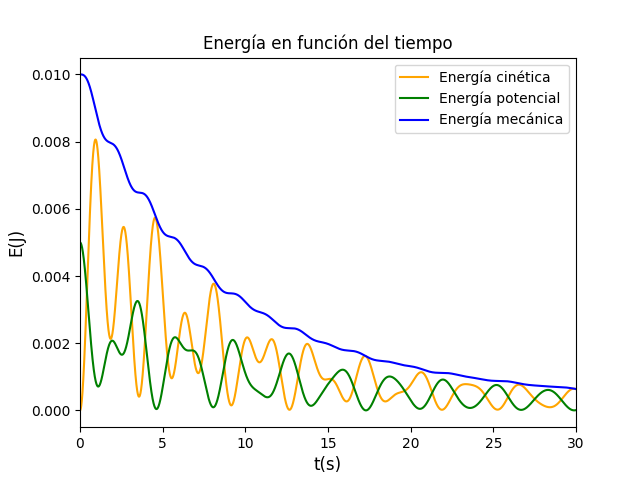 Energía en función del tiempo
Energía cinética
Energía potencial
Energía mecánica
E(J)
0.010
0.008
0.006
0.004
0.002
0.000
0
5
10
15
20
25
30
t(s)